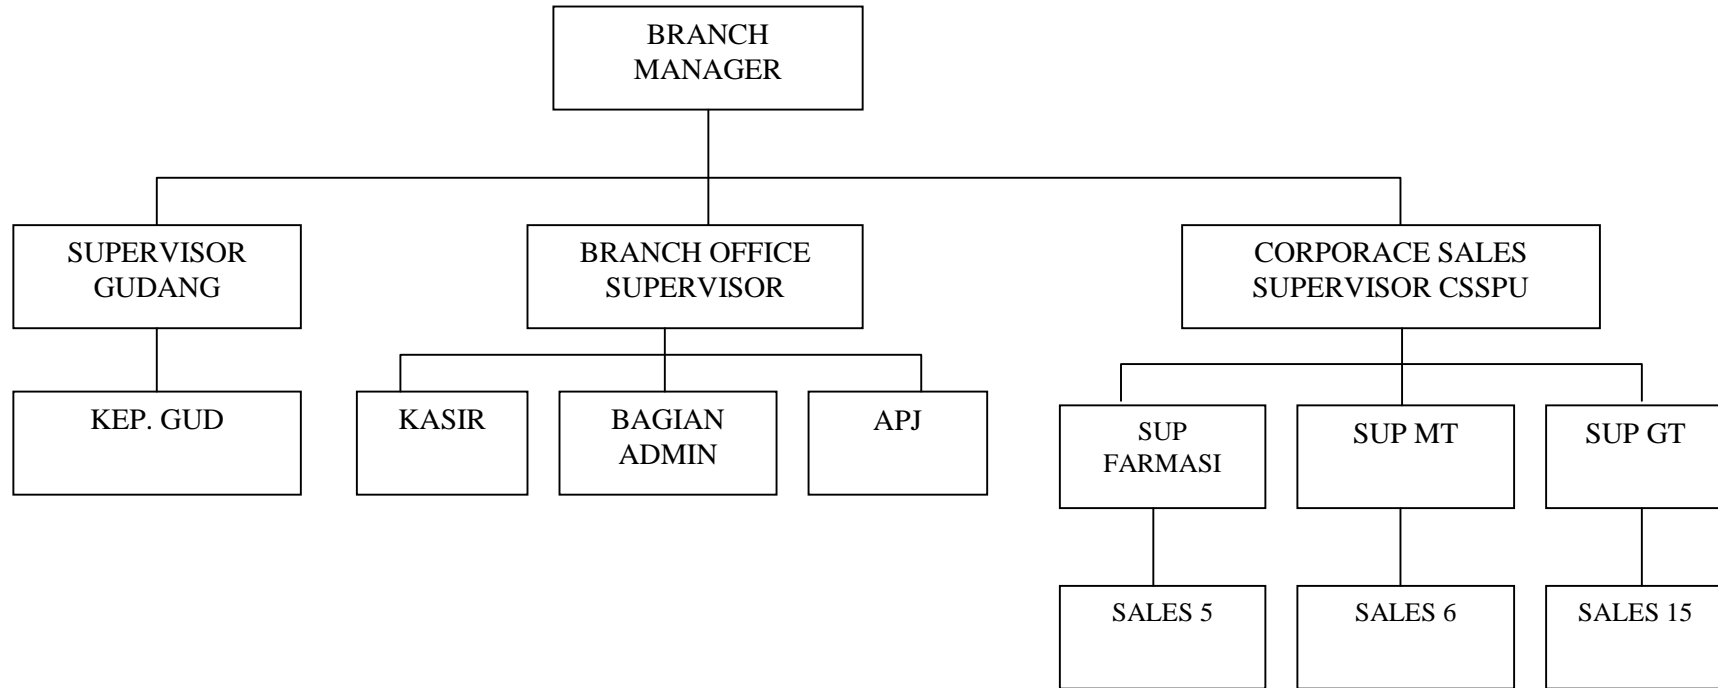 BRANCH
MANAGER
SUPERVISOR
GUDANG
BRANCH OFFICE
SUPERVISOR
CORPORACE SALES
SUPERVISOR CSSPU
KEP. GUD
KASIR
BAGIAN
ADMIN
APJ
SUP
FARMASI
SUP MT
SUP GT
SALES 5
SALES 6
SALES 15